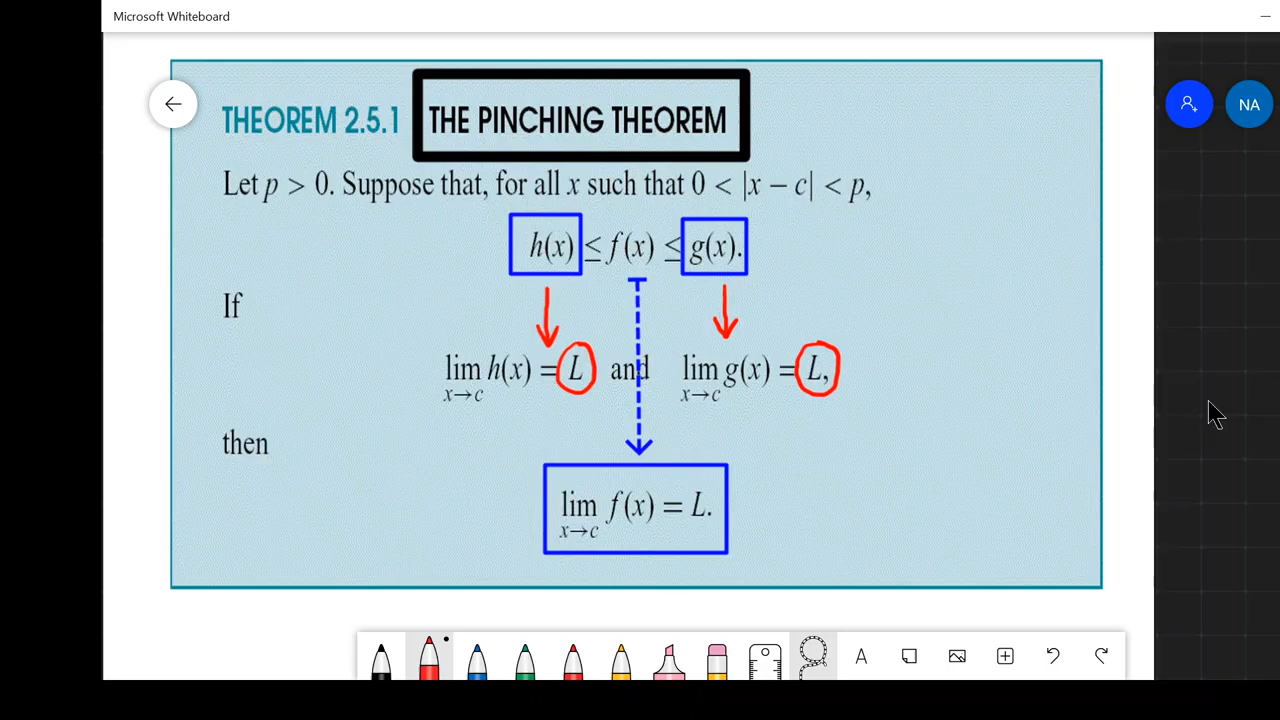 Microsoft Whiteboard
NA
THEOREM 2.5.1 THE PINCHING THEOREM
Let p > 0. Suppose that, for all x such that 0 < |x − c| < p,
h(x) ≤ f(x) ≤ g(x).
If
lim x→c h(x) = L and lim x→c g(x) = L,
then
lim x→c f(x) = L.
A